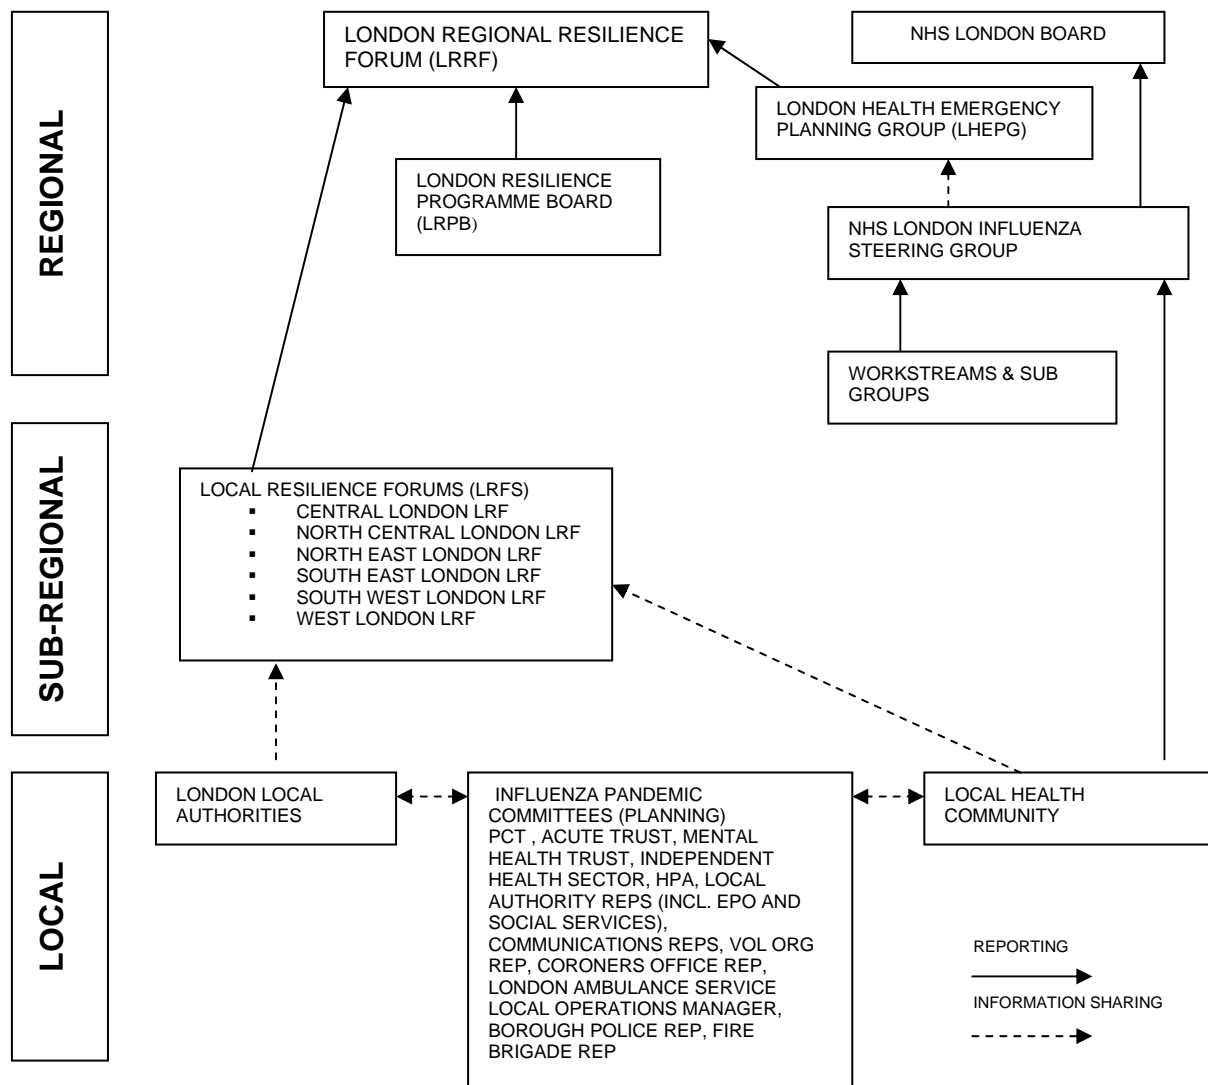 REGIONAL
LONDON REGIONAL RESILIENCE
FORUM (LRRF)
NHS LONDON BOARD
LONDON HEALTH EMERGENCY
PLANNING GROUP (LHEPG)
LONDON RESILIENCE
PROGRAMME BOARD
(LRPB)
NHS LONDON INFLUENZA
STEERING GROUP
WORKSTREAMS & SUB
GROUPS
SUB-REGIONAL
LOCAL RESILIENCE FORUMS (LRFS)
▪ CENTRAL LONDON LRF
▪ NORTH CENTRAL LONDON LRF
▪ NORTH EAST LONDON LRF
▪ SOUTH EAST LONDON LRF
▪ SOUTH WEST LONDON LRF
▪ WEST LONDON LRF
LOCAL
LONDON LOCAL
AUTHORITIES
INFLUENZA PANDEMIC
COMMITTEES (PLANNING)
PCT , ACUTE TRUST, MENTAL
HEALTH TRUST, INDEPENDENT
HEALTH SECTOR, HPA, LOCAL
AUTHORITY REPS (INCL. EPO AND
SOCIAL SERVICES),
COMMUNICATIONS REPS, VOL ORG
REP, CORONERS OFFICE REP,
LONDON AMBULANCE SERVICE
LOCAL OPERATIONS MANAGER,
BOROUGH POLICE REP, FIRE
BRIGADE REP
LOCAL HEALTH
COMMUNITY
REPORTING
INFORMATION SHARING